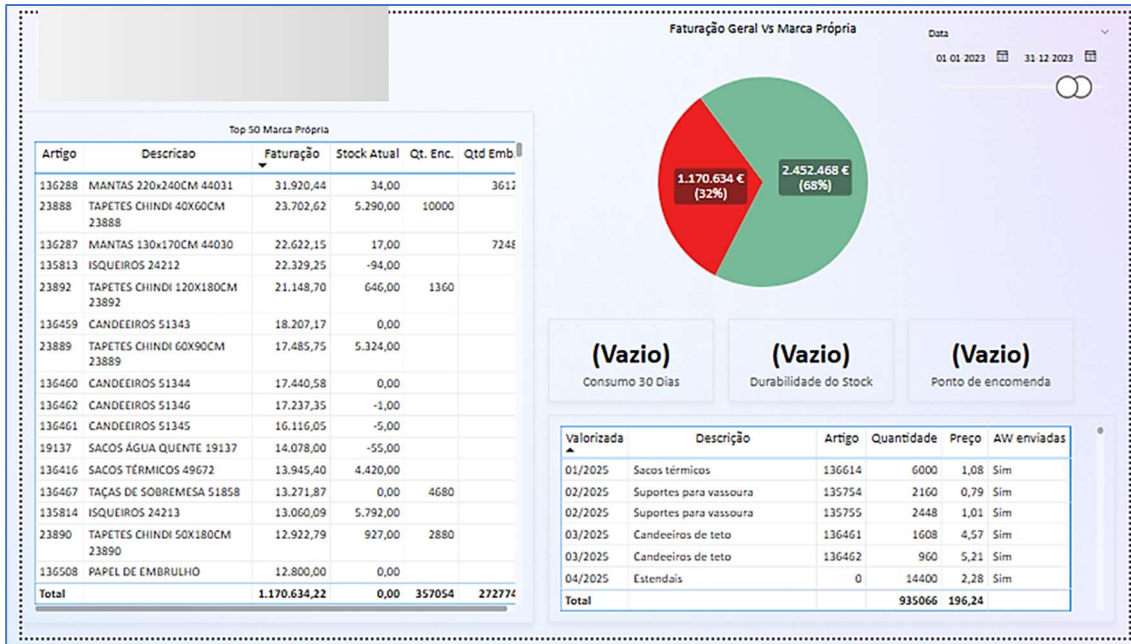 Faturação Geral Vs Marca Própria
Data
01-01-2023 31-12-2023
1.170.634 €
(32%)
2.452.468 €
(68%)
Top 50 Marca Própria
Artigo Descricao Faturação Stock Atual Qt. Enc. Qtd Emb.
136288 MANTAS 220x240CM 44031 31.920,44 34,00 3612
23888 TAPETES CHINDI 40X60CM 23.702,62 5.290,00 10000
23888
136287 MANTAS 130x170CM 44030 22.622,15 17,00 7248
135813 ISQUEIROS 24212 22.329,25 -94,00
23892 TAPETES CHINDI 120X180CM 21.148,70 646,00 1360
23892
136459 CANDEEIROS 51343 18.207,17 0,00
23889 TAPETES CHINDI 60X90CM 17.485,75 5.324,00
23889
136460 CANDEEIROS 51344 17.440,58 0,00
136462 CANDEEIROS 51346 17.237,35 -1,00
136461 CANDEEIROS 51345 16.116,05 -5,00
19137 SACOS ÁGUA QUENTE 19137 14.078,00 -55,00
136416 SACOS TÉRMICOS 49672 13.945,40 4.420,00
136467 TAÇAS DE SOBREMESA 51858 13.271,87 0,00 4680
135814 ISQUEIROS 24213 13.060,09 5.792,00
23890 TAPETES CHINDI 50X180CM 12.922,79 927,00 2880
23890
136508 PAPEL DE EMBRULHO 12.800,00 0,00
Total 1.170.634,22 0,00 357054 272774
(Vazio)
Consumo 30 Dias
(Vazio)
Durabilidade do Stock
(Vazio)
Ponto de encomenda
Valorizada Descrição Artigo Quantidade Preço AW enviadas
01/2025 Sacos térmicos 136614 6000 1,08 Sim
02/2025 Suportes para vassoura 135754 2160 0,79 Sim
02/2025 Suportes para vassoura 135755 2448 1,01 Sim
03/2025 Candeeiros de teto 136461 1608 4,57 Sim
03/2025 Candeeiros de teto 136462 960 5,21 Sim
04/2025 Estendais 0 14400 2,28 Sim
Total 935066 196,24